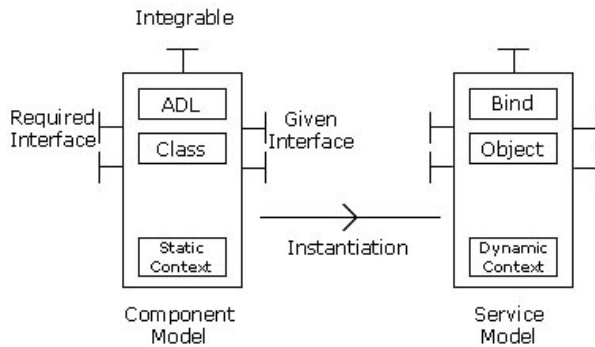 Integrable
ADL
Bind
Required
Interface
Given
Interface
Class
Object
Instantiation
Static
Context
Dynamic
Context
Component
Model
Service
Model